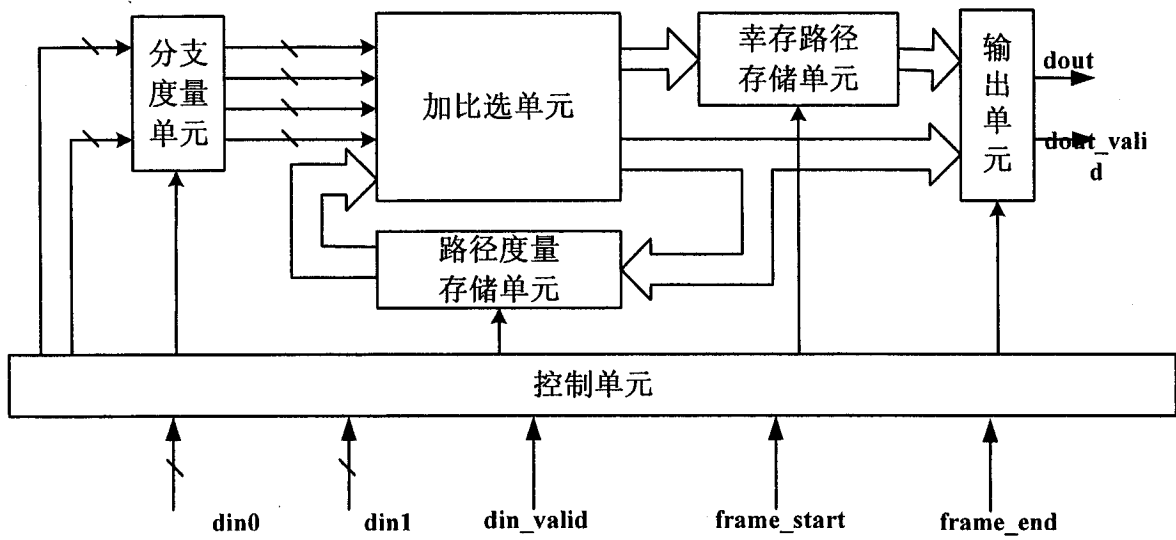 分支
度量
单元
加比选单元
幸存路径
存储单元
输
出
单
元
dout
dout_vali
d
路径度量
存储单元
控制单元
din0
din1
din_valid
frame_start
frame_end